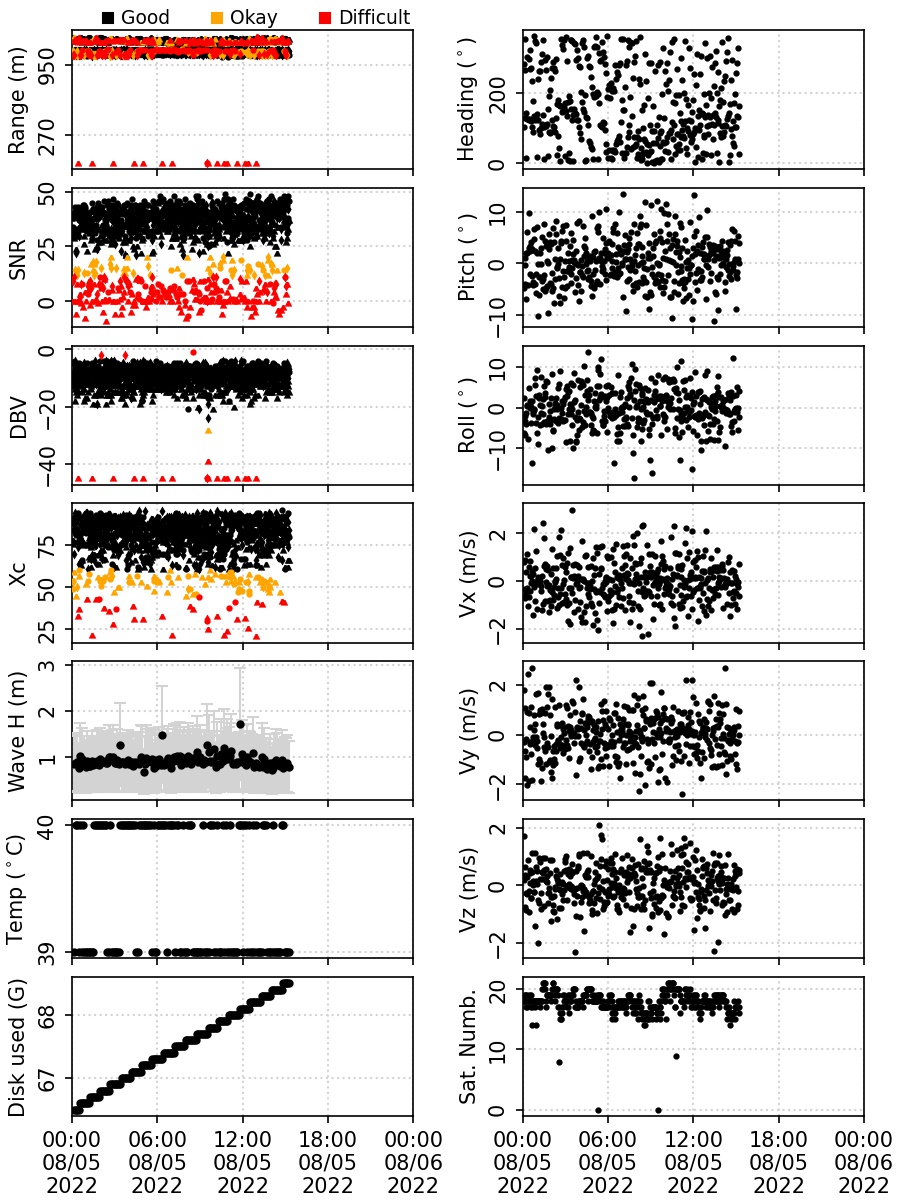 Good Okay Difficult
Range (m)
950
270
Heading (°)
200
0
SNR
50
25
0
Pitch (°)
10
0
−10
DBV
0
−20
−40
Roll (°)
10
0
−10
Xc
75
50
25
Vx (m/s)
2
0
−2
Wave H (m)
3
2
1
Vy (m/s)
2
0
−2
Temp (°C)
40
39
Vz (m/s)
2
0
−2
Disk used (G)
68
67
Sat. Numb.
20
10
0
00:00 06:00 12:00 18:00 00:00 00:00 06:00 12:00 18:00 00:00
08/05 08/05 08/05 08/05 08/06 08/05 08/05 08/05 08/05 08/06
2022 2022 2022 2022 2022 2022 2022 2022 2022 2022